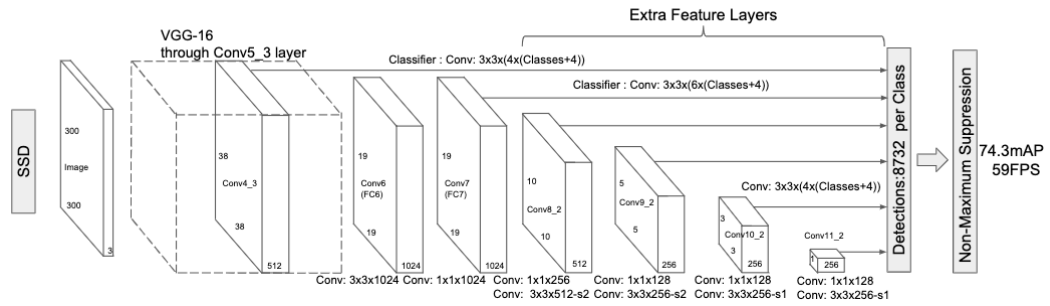 Extra Feature Layers
VGG-16
through Conv5_3 layer
Classifier : Conv: 3x3x(4x(Classes+4))
Classifier : Conv: 3x3x(6x(Classes+4))
SSD
300
Image
300
3
38
Conv4_3
38
512
19
Conv6
(FC6)
19
1024
19
Conv7
(FC7)
19
1024
10
Conv8_2
10
512
5
Conv9_2
5
256
Conv: 3x3x(4x(Classes+4))
3
Conv10_2
3
256
Conv11_2
1
256
Detections:8732 per Class
Non-Maximum Suppression
74.3mAP
59FPS
Conv: 3x3x1024
Conv: 1x1x1024
Conv: 1x1x256
Conv: 3x3x512-s2
Conv: 1x1x128
Conv: 3x3x256-s2
Conv: 1x1x128
Conv: 3x3x256-s1
Conv: 1x1x128
Conv: 3x3x256-s1